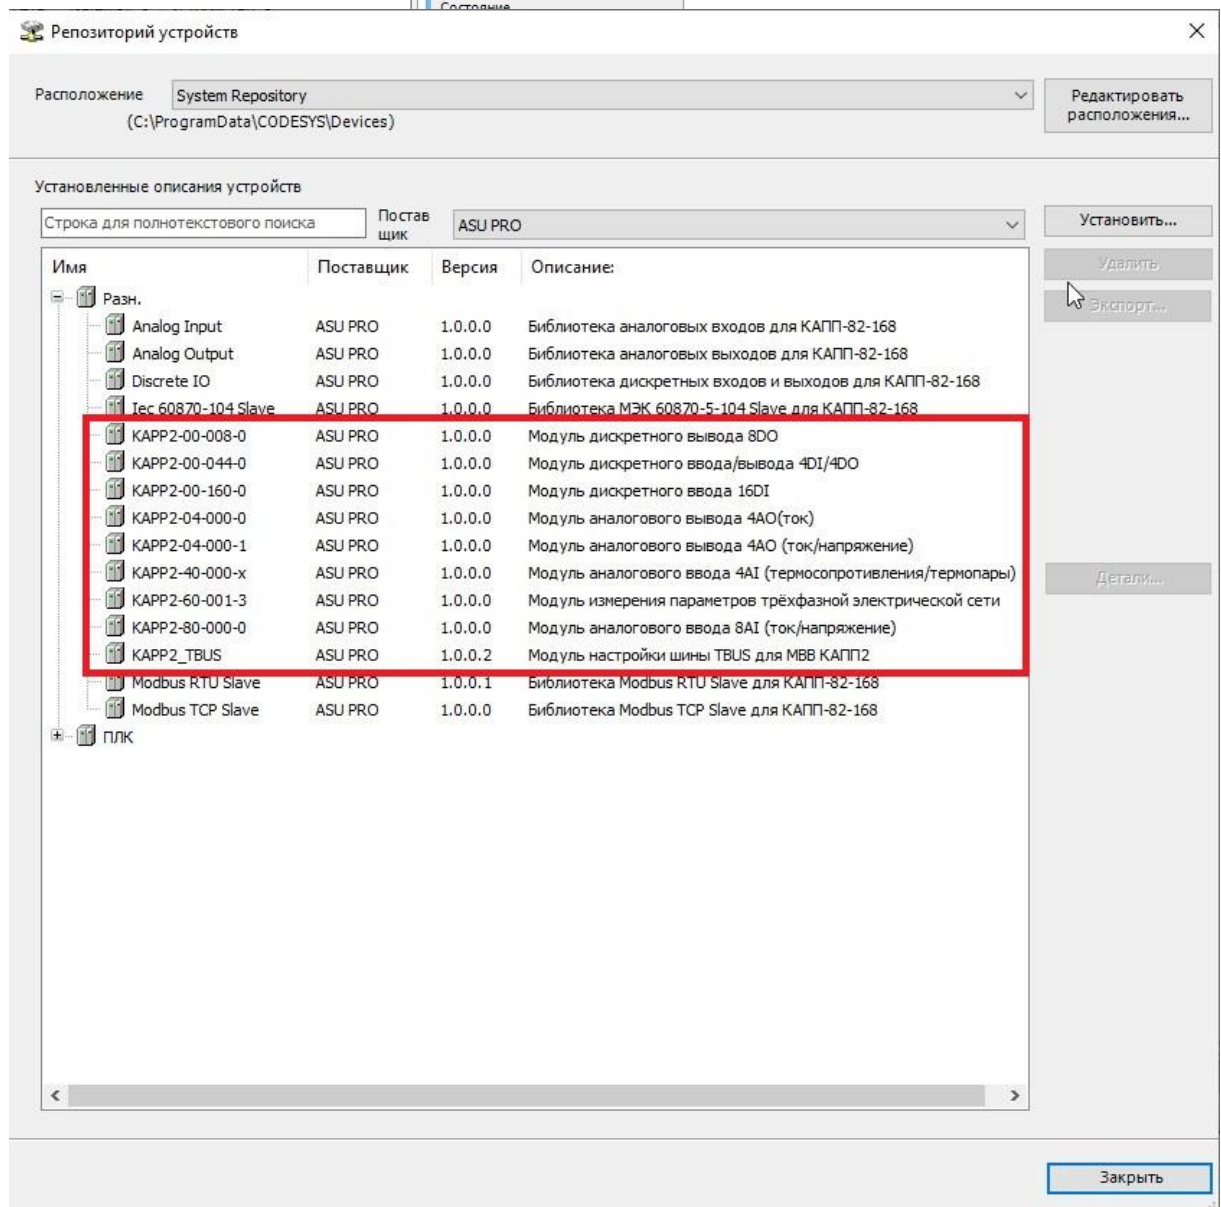 Состояние
Репозиторий устройств
Расположение System Repository
(C:\ProgramData\CODESYS\Devices)
Редактировать
расположения...
Установленные описания устройств
Строка для полнотекстового поиска
Постав
щик
ASU PRO
Установить...
Удалить
Экспорт...
Детали...
Имя Поставщик Версия Описание:
Разн.
Analog Input ASU PRO 1.0.0.0 Библиотека аналоговых входов для КАПП-82-168
Analog Output ASU PRO 1.0.0.0 Библиотека аналоговых выходов для КАПП-82-168
Discrete IO ASU PRO 1.0.0.0 Библиотека дискретных входов и выходов для КАПП-82-168
Iec 60870-104 Slave ASU PRO 1.0.0.0 Библиотека МЭК 60870-5-104 Slave для КАПП-82-168
KAPP2-00-008-0 ASU PRO 1.0.0.0 Модуль дискретного вывода 8DO
KAPP2-00-044-0 ASU PRO 1.0.0.0 Модуль дискретного ввода/вывода 4DI/4DO
KAPP2-00-160-0 ASU PRO 1.0.0.0 Модуль дискретного ввода 16DI
KAPP2-04-000-0 ASU PRO 1.0.0.0 Модуль аналогового вывода 4AO(ток)
KAPP2-04-000-1 ASU PRO 1.0.0.0 Модуль аналогового вывода 4AO (ток/напряжение)
KAPP2-40-000-x ASU PRO 1.0.0.0 Модуль аналогового ввода 4AI (термосопротивления/термопары)
KAPP2-60-001-3 ASU PRO 1.0.0.0 Модуль измерения параметров трёхфазной электрической сети
KAPP2-80-000-0 ASU PRO 1.0.0.0 Модуль аналогового ввода 8AI (ток/напряжение)
KAPP2_TBUS ASU PRO 1.0.0.2 Модуль настройки шины TBUS для МВВ КАПП2
Modbus RTU Slave ASU PRO 1.0.0.1 Библиотека Modbus RTU Slave для КАПП-82-168
Modbus TCP Slave ASU PRO 1.0.0.0 Библиотека Modbus TCP Slave для КАПП-82-168
ПЛК
Закрыть